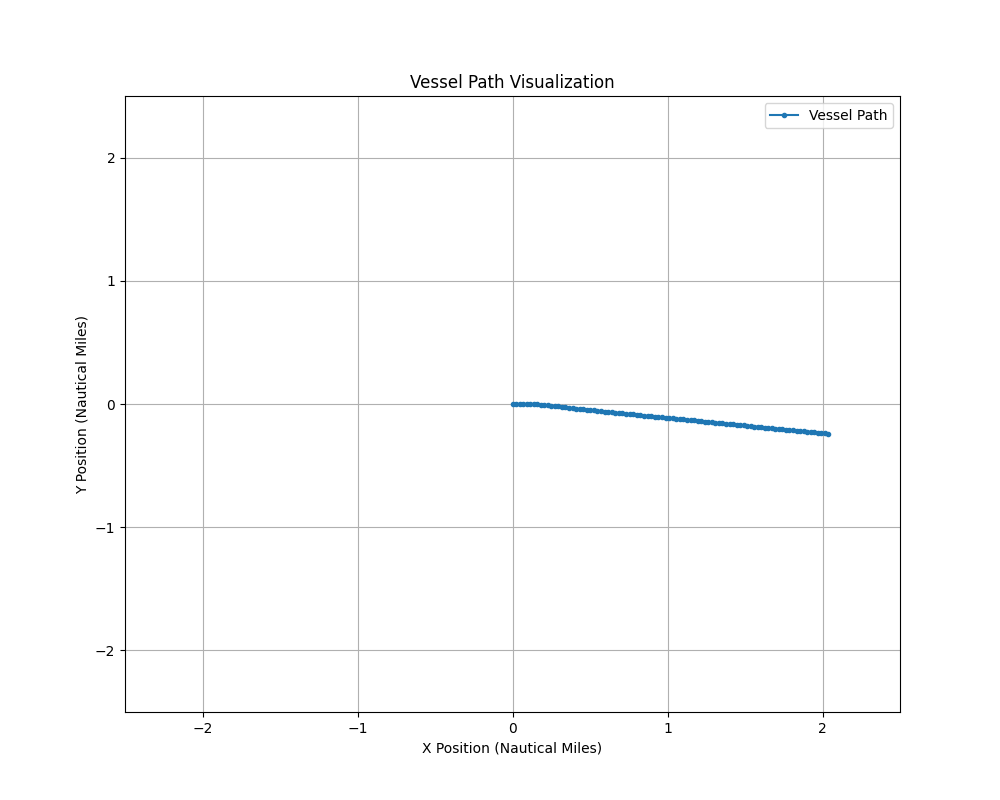 Vessel Path Visualization
Vessel Path
2
1
0
−1
−2
Y Position (Nautical Miles)
−2
−1
0
1
2
X Position (Nautical Miles)